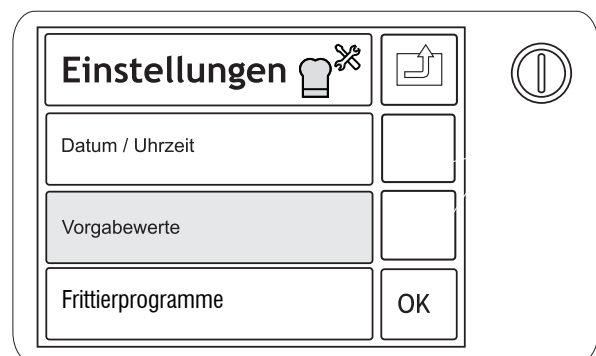 Einstellungen
Datum / Uhrzeit
Vorgabewerte
Frittierprogramme
OK